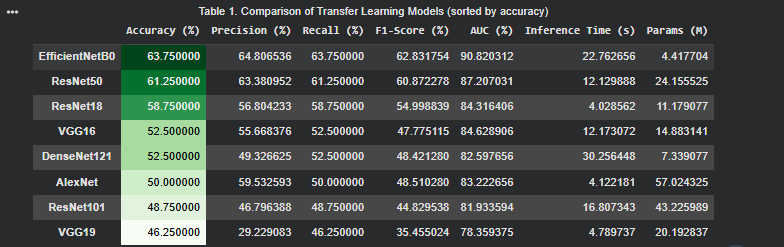 Table 1. Comparison of Transfer Learning Models (sorted by accuracy)
Accuracy (%) Precision (%) Recall (%) F1-Score (%) AUC (%) Inference Time (s) Params (M)
EfficientNetB0 63.750000 64.806536 63.750000 62.831754 90.820312 22.762656 4.417704
ResNet50 61.250000 63.380952 61.250000 60.872278 87.207031 12.129888 24.155525
ResNet18 58.750000 56.804233 58.750000 54.998839 84.316406 4.028562 11.179077
VGG16 52.500000 55.668376 52.500000 47.775115 84.628906 12.173072 14.883141
DenseNet121 52.500000 49.326625 52.500000 48.421280 82.597656 30.256448 7.339077
AlexNet 50.000000 59.532593 50.000000 48.510280 83.222656 4.122181 57.024325
ResNet101 48.750000 46.796388 48.750000 44.829538 81.933594 16.807343 43.225989
VGG19 46.250000 29.229083 46.250000 35.455024 78.359375 4.789737 20.192837